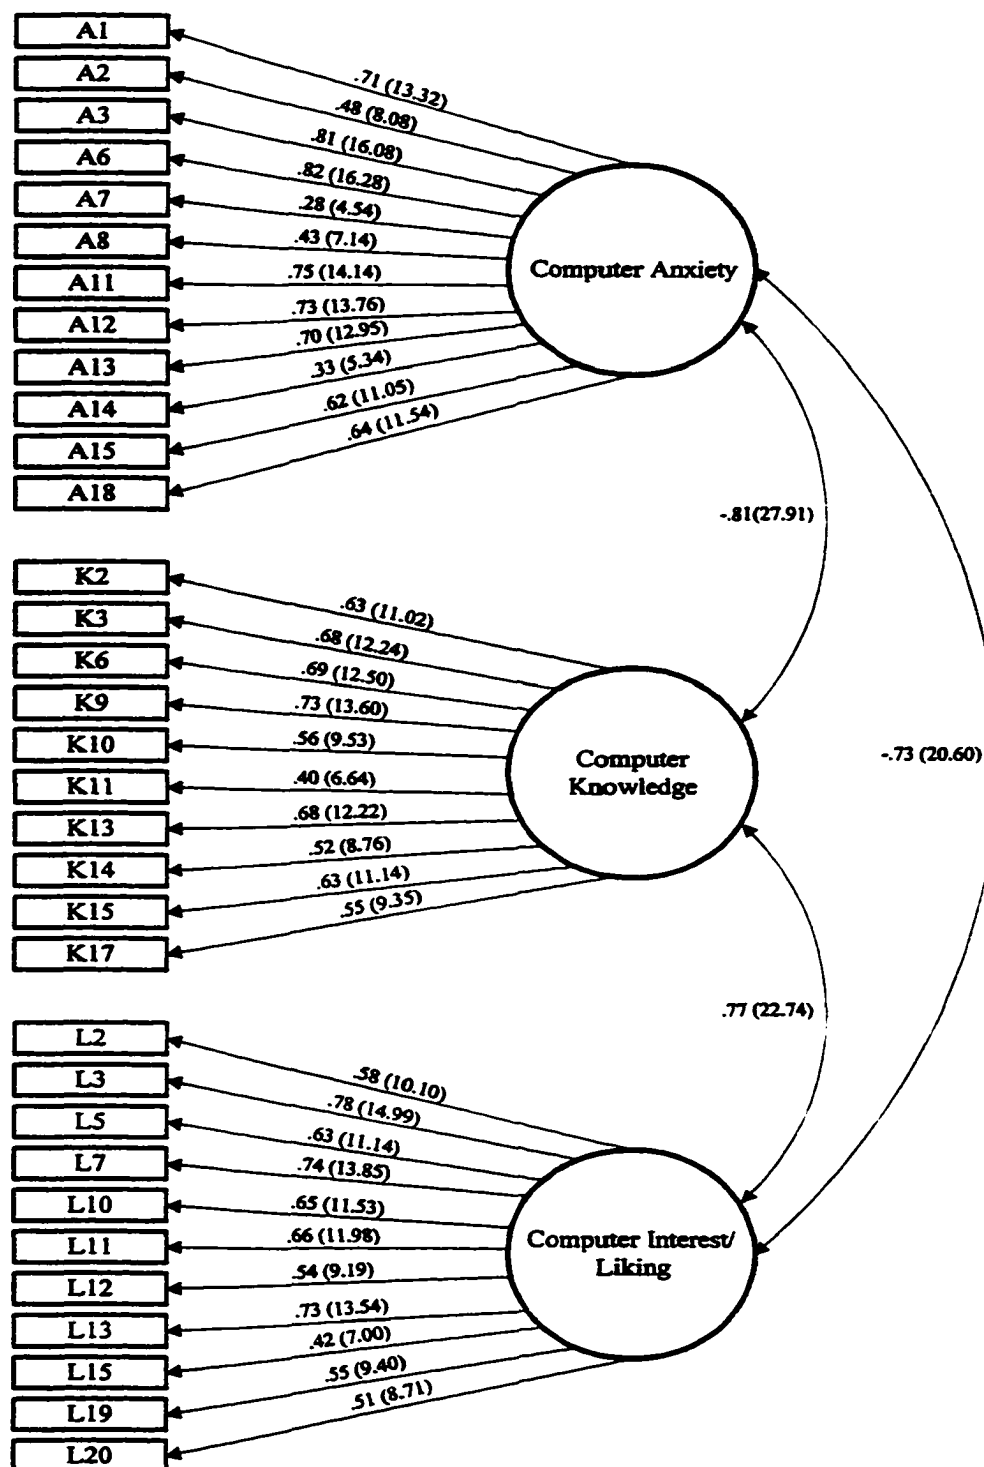 A1
A2
A3
A6
A7
A8
A11
A12
A13
A14
A15
A18
.71 (13.32)
.48 (8.08)
.81 (16.08)
.82 (16.28)
.28 (4.54)
.43 (7.14)
.75 (14.14)
.73 (13.76)
.70 (12.95)
.33 (5.34)
.62 (11.05)
.64 (11.54)
Computer Anxiety
-.81(27.91)
K2
K3
K6
K9
K10
K11
K13
K14
K15
K17
.63 (11.02)
.68 (12.24)
.69 (12.50)
.73 (13.60)
.56 (9.53)
.40 (6.64)
.68 (12.22)
.52 (8.76)
.63 (11.14)
.55 (9.35)
Computer
Knowledge
-.73 (20.60)
.77 (22.74)
L2
L3
L5
L7
L10
L11
L12
L13
L15
L19
L20
.58 (10.10)
.78 (14.99)
.63 (11.14)
.74 (13.85)
.65 (11.53)
.66 (11.98)
.54 (9.19)
.73 (13.54)
.42 (7.00)
.55 (9.40)
.51 (8.71)
Computer Interest/
Liking